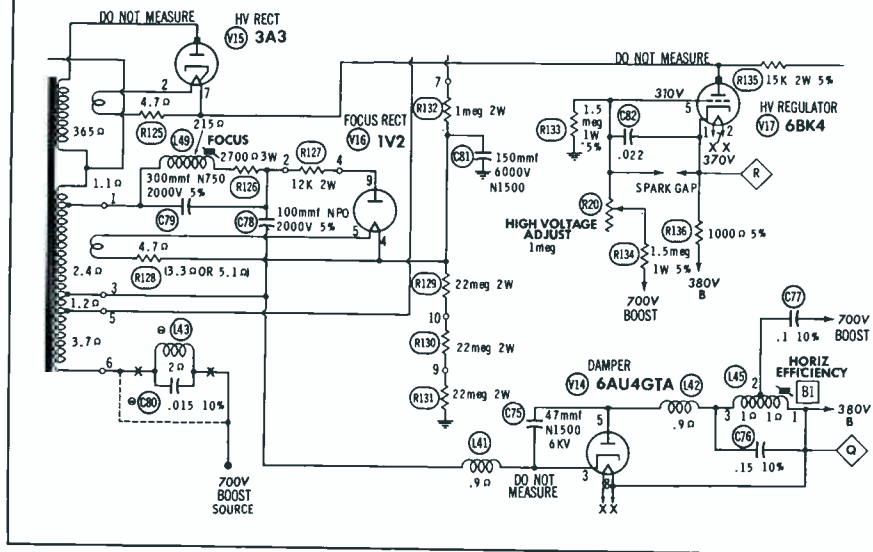 DO NOT MEASURE
HV RECT
V15 3A3
2
7
4.7Ω
R125
365Ω
215Ω
L49
FOCUS
2700Ω 3W
R126
300mmf N750
2000V 5%
C79
1.1Ω
1
2
R127
4
12K 2W
FOCUS RECT
V16 1V2
9
5
4
C78
100mmf NPO
2000V 5%
4.7Ω
R128
(3.3Ω OR 5.1Ω)
2.4Ω
3
1.2Ω
5
3.7Ω
6
⊖ L43
2Ω
X
X
⊖ C80
.015 10%
700V
BOOST
SOURCE
7
R132
1meg 2W
C81
150mmf
6000V
N1500
R129
22meg 2W
10
R130
22meg 2W
9
R131
22meg 2W
DO NOT MEASURE
R135
15K 2W 5%
310V
5
HV REGULATOR
V17 6BK4
1
2
X X
370V
R133
1.5
meg
1W
5%
C82
.022
SPARK GAP
R
R20
HIGH VOLTAGE
ADJUST
1meg
R134
1.5meg
1W 5%
700V
BOOST
R136
1000Ω 5%
380V
B
C77
700V
BOOST
.1 10%
DAMPER
V14 6AU4GTA
C75
47mmf
N1500
6KV
5
3
8
X X
L42
.9Ω
L45
2
HORIZ
EFFICIENCY
B1
3
1Ω
1Ω
1
380V
B
C76
.15 10%
Q
L41
.9Ω
DO NOT
MEASURE